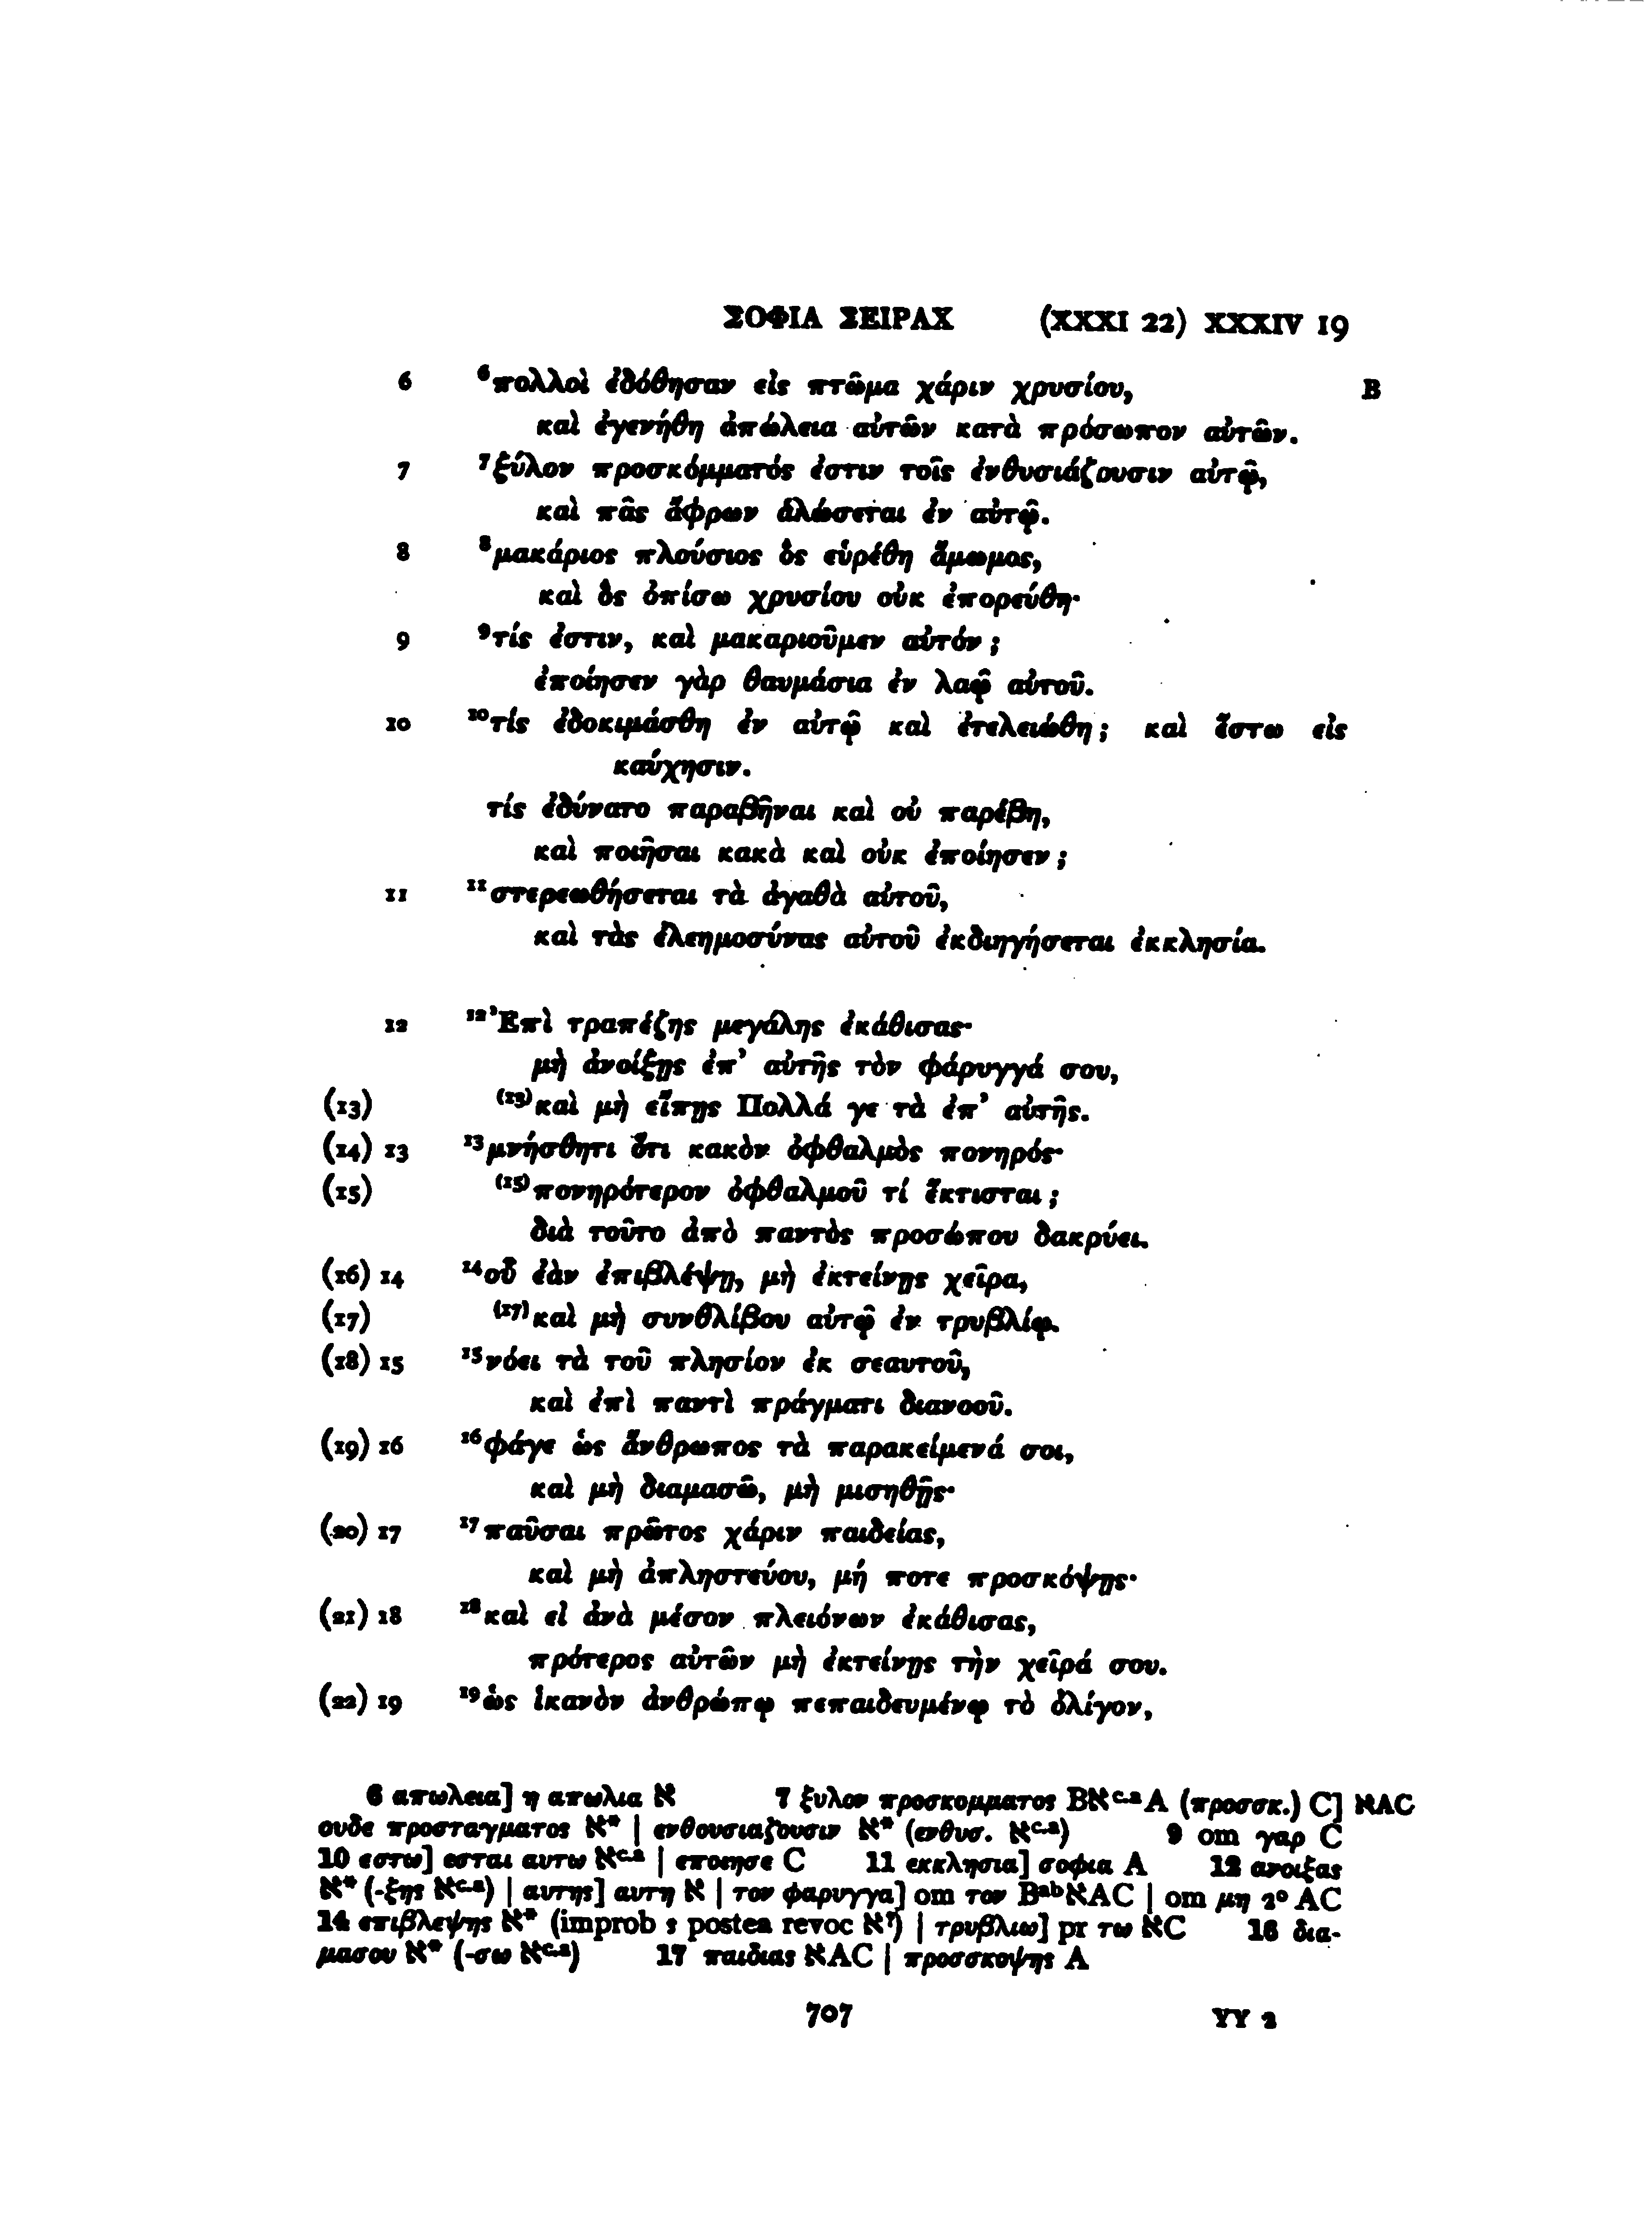 ΣΟΦΙΑ ΣΕΙΡΑΧ (XXXI 22) XXXIV 19
6 ⁶πολλοὶ ἐδόθησαν εἰς πτῶμα χάριν χρυσίου, B
καὶ ἐγενήθη ἀπώλεια αὐτῶν κατὰ πρόσωπον αὐτῶν.
7 ⁷ξύλον προσκόμματός ἐστιν τοῖς ἐνθυσιάζουσιν αὐτῷ,
καὶ πᾶς ἄφρων ἁλώσεται ἐν αὐτῷ.
8 ⁸μακάριος πλούσιος ὃς εὑρέθη ἄμωμος,
καὶ ὃς ὀπίσω χρυσίου οὐκ ἐπορεύθη·
9 ⁹τίς ἐστιν, καὶ μακαριοῦμεν αὐτόν;
ἐποίησεν γὰρ θαυμάσια ἐν λαῷ αὐτοῦ.
10 ¹⁰τίς ἐδοκιμάσθη ἐν αὐτῷ καὶ ἐτελειώθη; καὶ ἔστω εἰς
καύχησιν.
τίς ἐδύνατο παραβῆναι καὶ οὐ παρέβη,
καὶ ποιῆσαι κακὰ καὶ οὐκ ἐποίησεν;
11 ¹¹στερεωθήσεται τὰ ἀγαθὰ αὐτοῦ,
καὶ τὰς ἐλεημοσύνας αὐτοῦ ἐκδιηγήσεται ἐκκλησία.
12 ¹²Ἐπὶ τραπέζης μεγάλης ἐκάθισας·
μὴ ἀνοίξῃς ἐπ’ αὐτῆς τὸν φάρυγγά σου,
(13) ⁽¹³⁾καὶ μὴ εἴπῃς Πολλά γε τὰ ἐπ’ αὐτῆς.
(14) 13 ¹³μνήσθητι ὅτι κακὸν ὀφθαλμὸς πονηρός·
(15) ⁽¹⁵⁾πονηρότερον ὀφθαλμοῦ τί ἔκτισται;
διὰ τοῦτο ἀπὸ παντὸς προσώπου δακρύει.
(16) 14 ¹⁴οὗ ἐὰν ἐπιβλέψῃ, μὴ ἐκτείνῃς χεῖρα,
(17) ⁽¹⁷⁾καὶ μὴ συνθλίβου αὐτῷ ἐν τρυβλίῳ.
(18) 15 ¹⁵νόει τὰ τοῦ πλησίον ἐκ σεαυτοῦ,
καὶ ἐπὶ παντὶ πράγματι διανοοῦ.
(19) 16 ¹⁶φάγε ὡς ἄνθρωπος τὰ παρακείμενά σοι,
καὶ μὴ διαμασῶ, μὴ μισηθῇς·
(20) 17 ¹⁷παῦσαι πρῶτος χάριν παιδείας,
καὶ μὴ ἀπληστεύου, μή ποτε προσκόψῃς·
(21) 18 ¹⁸καὶ εἰ ἀνὰ μέσον πλειόνων ἐκάθισας,
πρότερος αὐτῶν μὴ ἐκτείνῃς τὴν χεῖρά σου.
(22) 19 ¹⁹ὡς ἱκανὸν ἀνθρώπῳ πεπαιδευμένῳ τὸ ὀλίγον,
6 απωλεια] η απωλια א 7 ξυλον προσκομματος Bא^c.a A (προσσκ.) C] אAC
ουδε προσταγματος א* | ενθουσιαζουσιν א* (ενθυσ. א^c.a) 9 om γαρ C
10 εστω] εσται αυτω א^c.a | εποιησε C 11 εκκλησια] σοφια A 12 ανοιξας
א* (-ξης א^c.a) | αυτης] αυτη א | τον φαρυγγα] om τον B^ab אAC | om μη 2° AC
14 επιβλεψης א* (improb s postea revoc א^?) | τρυβλιω] pr τω אC 16 δια-
μασου א* (-σω א^c.a) 17 παιδιας אAC | προσσκοψης A
707 YY 2